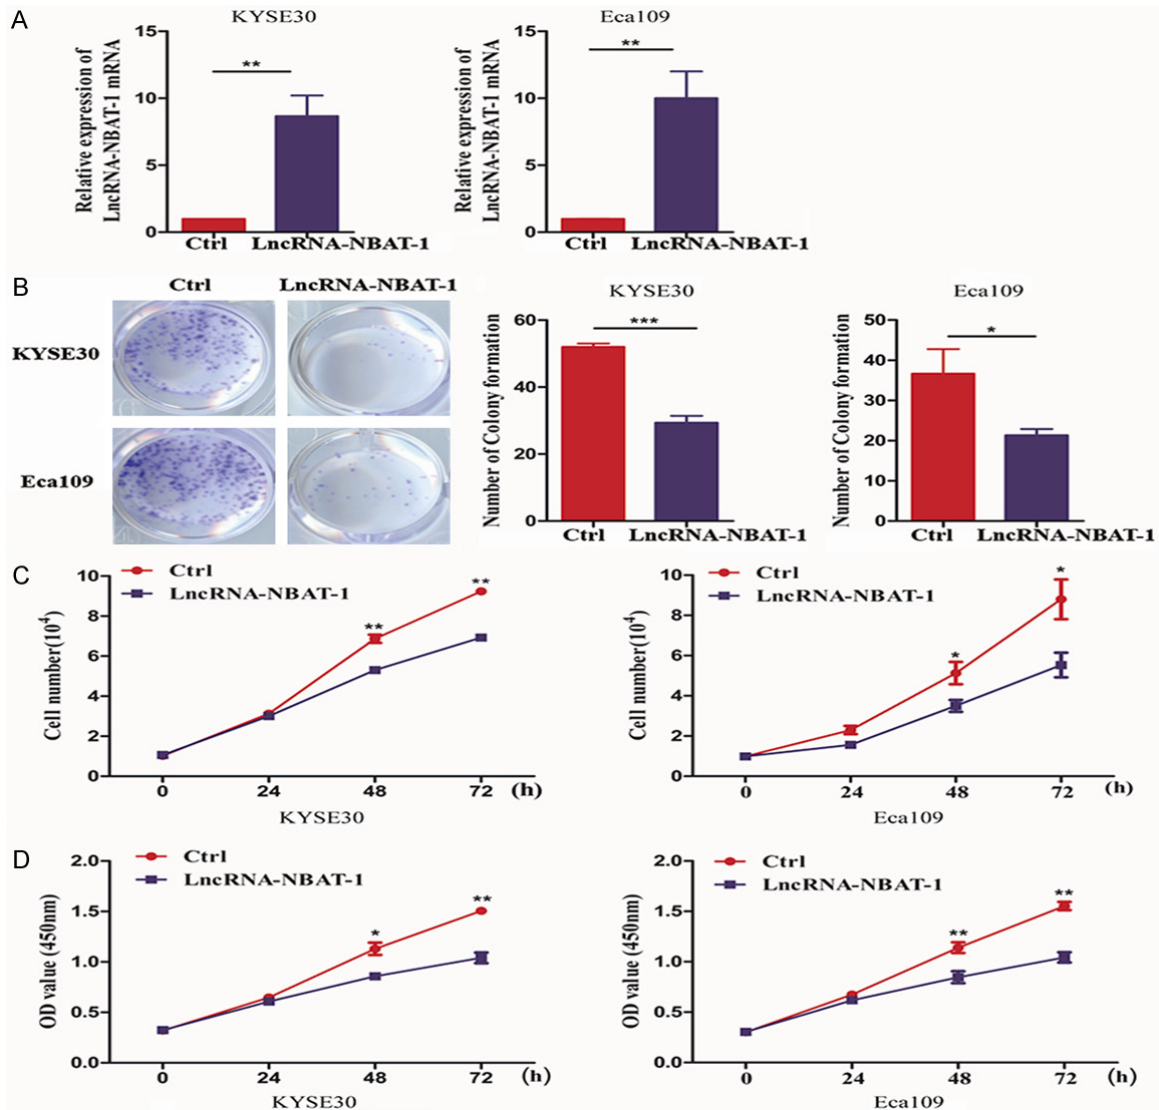 A
KYSE30
Eca109
Relative expression of
LncRNA-NBAT-1 mRNA
15
10
5
0
**
Ctrl
LncRNA-NBAT-1
Relative expression of
LncRNA-NBAT-1 mRNA
15
10
5
0
**
Ctrl
LncRNA-NBAT-1
B
Ctrl
LncRNA-NBAT-1
KYSE30
Eca109
KYSE30
Number of Colony formation
60
40
20
0
***
Ctrl
LncRNA-NBAT-1
Eca109
Number of Colony formation
50
40
30
20
10
0
*
Ctrl
LncRNA-NBAT-1
C
Ctrl
LncRNA-NBAT-1
Cell number(10⁴)
10
8
6
4
2
0
**
**
0 24 48 72 (h)
KYSE30
Ctrl
LncRNA-NBAT-1
Cell number(10⁴)
10
8
6
4
2
0
*
*
0 24 48 72 (h)
Eca109
D
Ctrl
LncRNA-NBAT-1
OD value (450nm)
2.0
1.5
1.0
0.5
0.0
*
**
0 24 48 72 (h)
KYSE30
Ctrl
LncRNA-NBAT-1
OD value (450nm)
2.0
1.5
1.0
0.5
0.0
**
**
0 24 48 72 (h)
Eca109